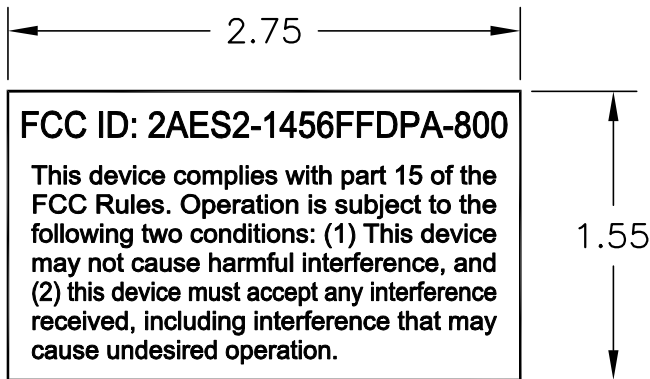 2.75
FCC ID: 2AES2-1456FFDPA-800
This device complies with part 15 of the
FCC Rules. Operation is subject to the
following two conditions: (1) This device
may not cause harmful interference, and
(2) this device must accept any interference
received, including interference that may
cause undesired operation.
1.55